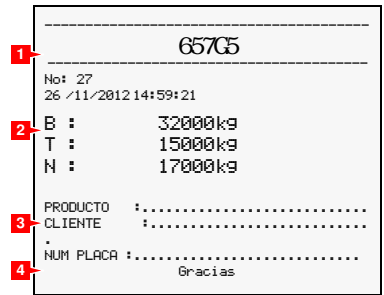 ----------------------------------------
657G5
----------------------------------------
No: 27
26 /11/2012 14:59:21
B : 32000kg
T : 15000kg
N : 17000kg
PRODUCTO :..........................
CLIENTE :.........................
.
NUM PLACA :..........................
Gracias
1
2
3
4